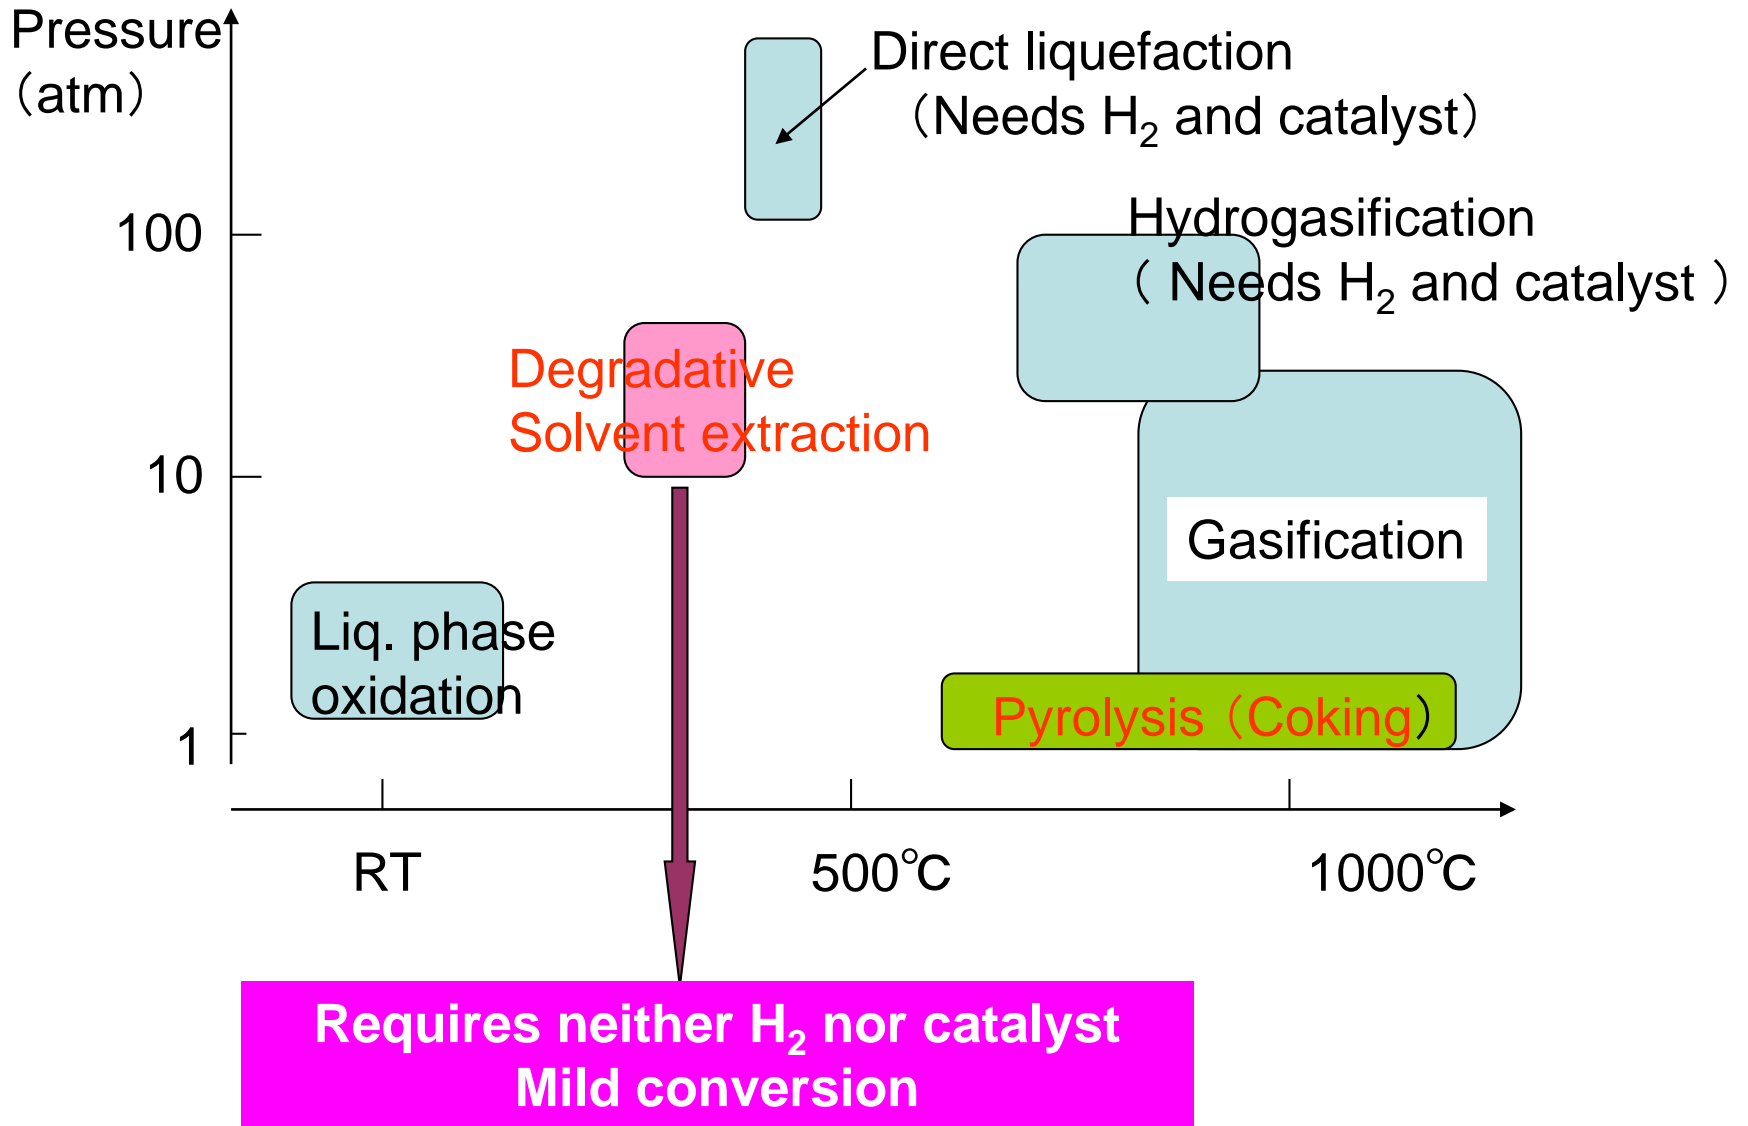 Pressure
（atm）
Direct liquefaction
（Needs H₂ and catalyst）
100
Hydrogasification
（ Needs H₂ and catalyst ）
Degradative
Solvent extraction
10
Gasification
Liq. phase
oxidation
Pyrolysis（Coking）
1
RT
500℃
1000℃
Requires neither H₂ nor catalyst
Mild conversion